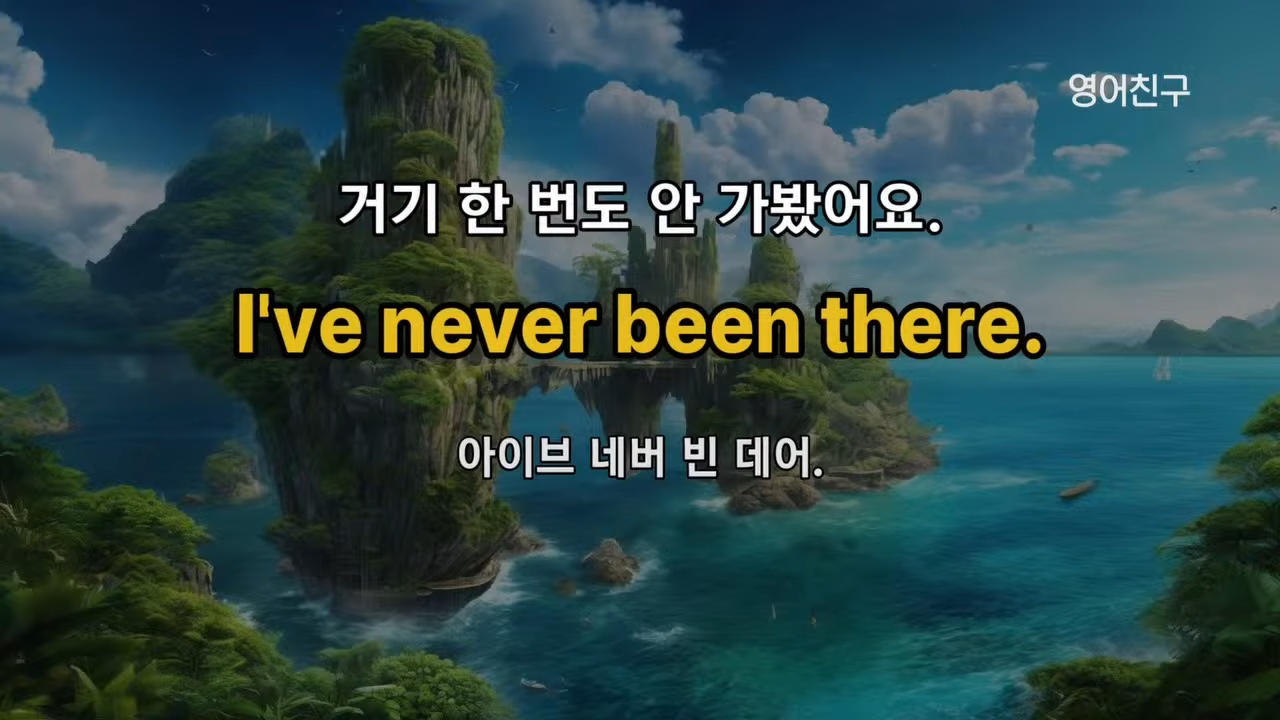 영어친구
거기 한 번도 안 가봤어요.
I've never been there.
아이브 네버 빈 데어.